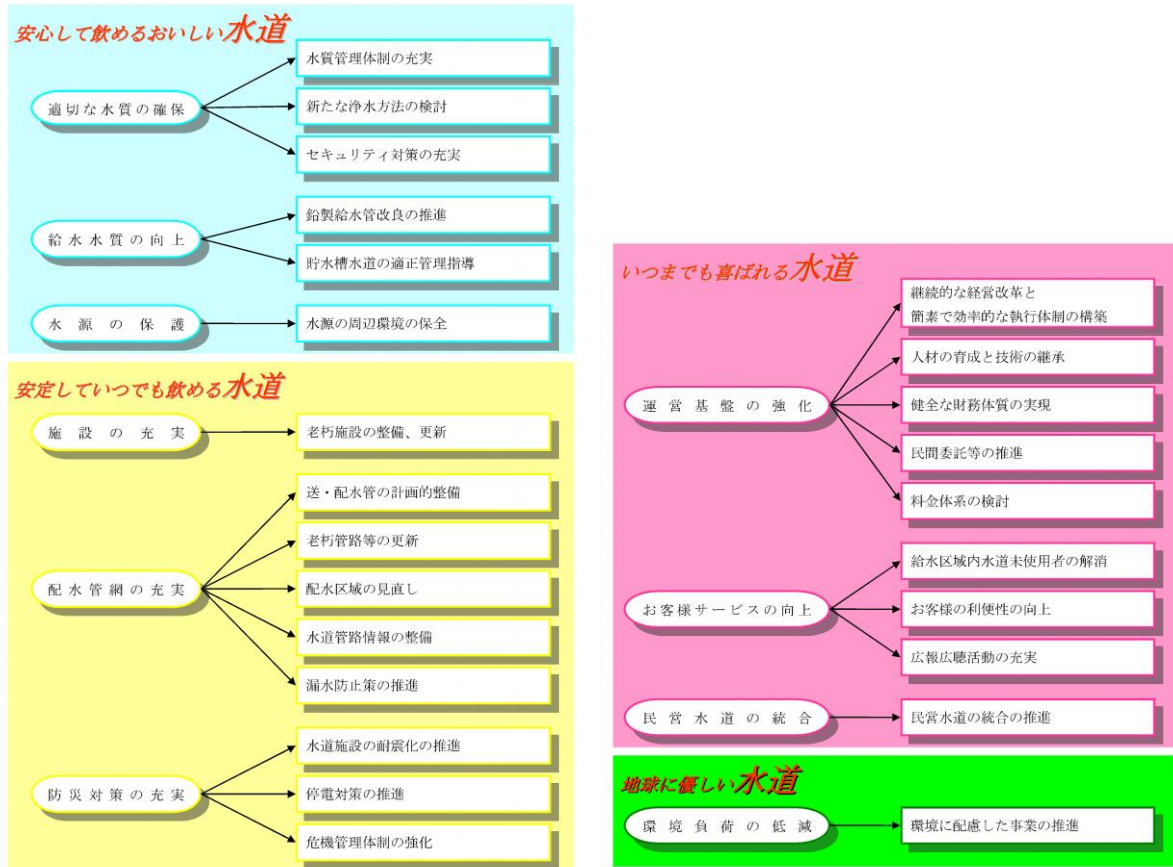 安心して飲めるおいしい水道
適切な水質の確保
水質管理体制の充実
新たな浄水方法の検討
セキュリティ対策の充実
給水水質の向上
鉛製給水管改良の推進
貯水槽水道の適正管理指導
水源の保護
水源の周辺環境の保全
安定していつでも飲める水道
施設の充実
老朽施設の整備、更新
配水管網の充実
送・配水管の計画的整備
老朽管路等の更新
配水区域の見直し
水道管路情報の整備
漏水防止策の推進
防災対策の充実
水道施設の耐震化の推進
停電対策の推進
危機管理体制の強化
いつまでも喜ばれる水道
運営基盤の強化
継続的な経営改革と
簡素で効率的な執行体制の構築
人材の育成と技術の継承
健全な財務体質の実現
民間委託等の推進
料金体系の検討
お客様サービスの向上
給水区域内水道未使用者の解消
お客様の利便性の向上
広報広聴活動の充実
民営水道の統合
民営水道の統合の推進
地球に優しい水道
環境負荷の低減
環境に配慮した事業の推進